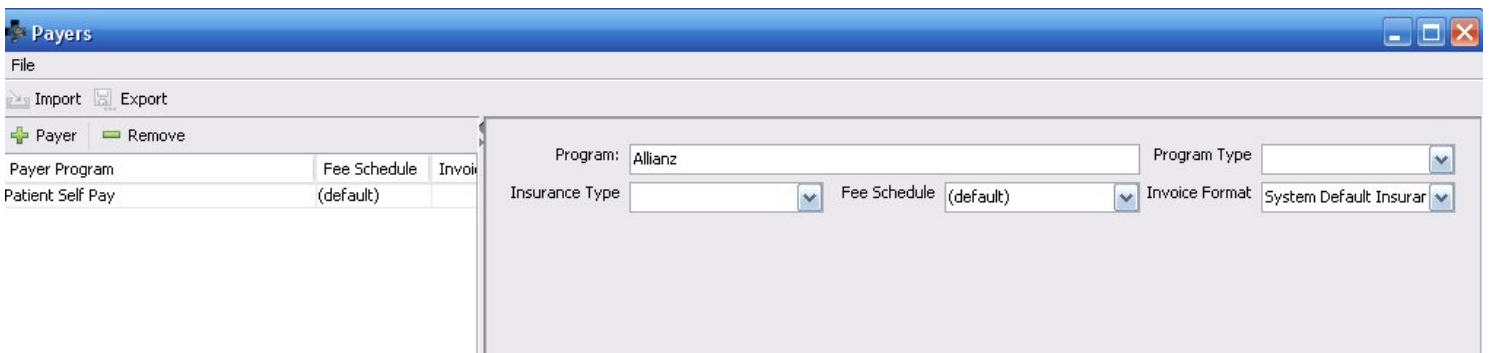 Payers
File
Import Export
Payer Remove
Payer Program Fee Schedule Invoi
Patient Self Pay (default)
Program: Allianz Program Type
Insurance Type Fee Schedule (default) Invoice Format System Default Insurar